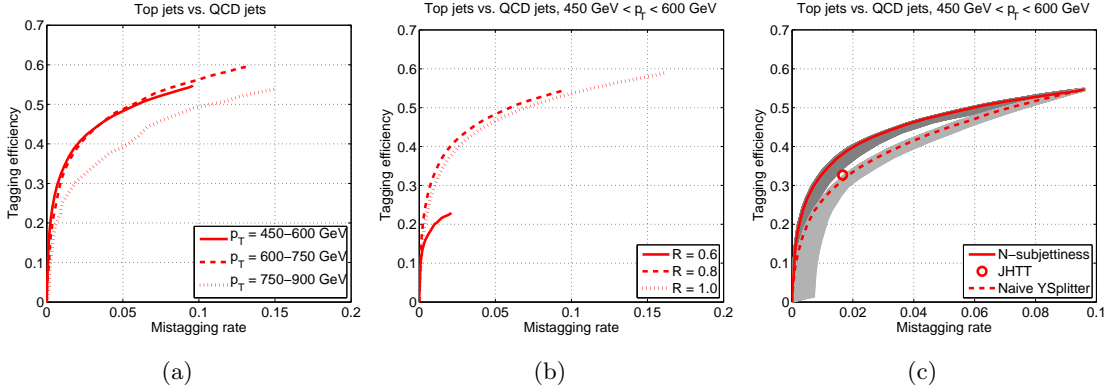 Top jets vs. QCD jets
0.7
0.6
0.5
0.4
0.3
0.2
0.1
0
Tagging efficiency
p_T = 450−600 GeV
p_T = 600−750 GeV
p_T = 750−900 GeV
0 0.05 0.1 0.15 0.2
Mistagging rate
(a)
Top jets vs. QCD jets, 450 GeV < p_T < 600 GeV
0.7
0.6
0.5
0.4
0.3
0.2
0.1
0
Tagging efficiency
R = 0.6
R = 0.8
R = 1.0
0 0.05 0.1 0.15 0.2
Mistagging rate
(b)
Top jets vs. QCD jets, 450 GeV < p_T < 600 GeV
0.7
0.6
0.5
0.4
0.3
0.2
0.1
0
Tagging efficiency
N−subjettiness
JHTT
Naive YSplitter
0 0.02 0.04 0.06 0.08 0.1
Mistagging rate
(c)